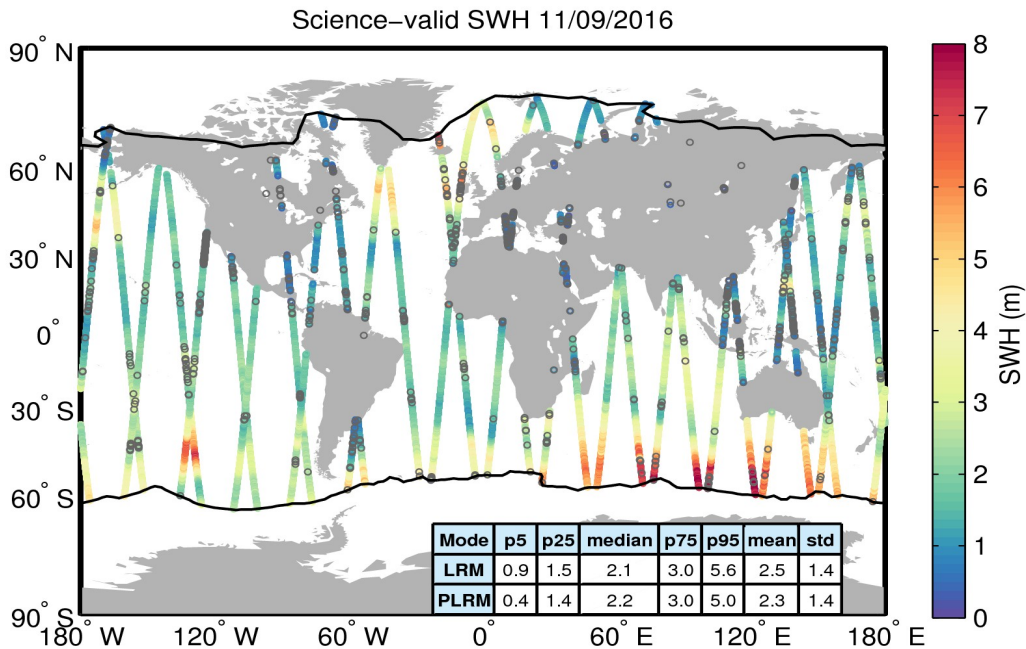 Science−valid SWH 11/09/2016
90° N
60° N
30° N
0°
30° S
60° S
90° S
180° W
120° W
60° W
0°
60° E
120° E
180° E
Mode p5 p25 median p75 p95 mean std
LRM 0.9 1.5 2.1 3.0 5.6 2.5 1.4
PLRM 0.4 1.4 2.2 3.0 5.0 2.3 1.4
8
7
6
5
4
3
2
1
0
SWH (m)